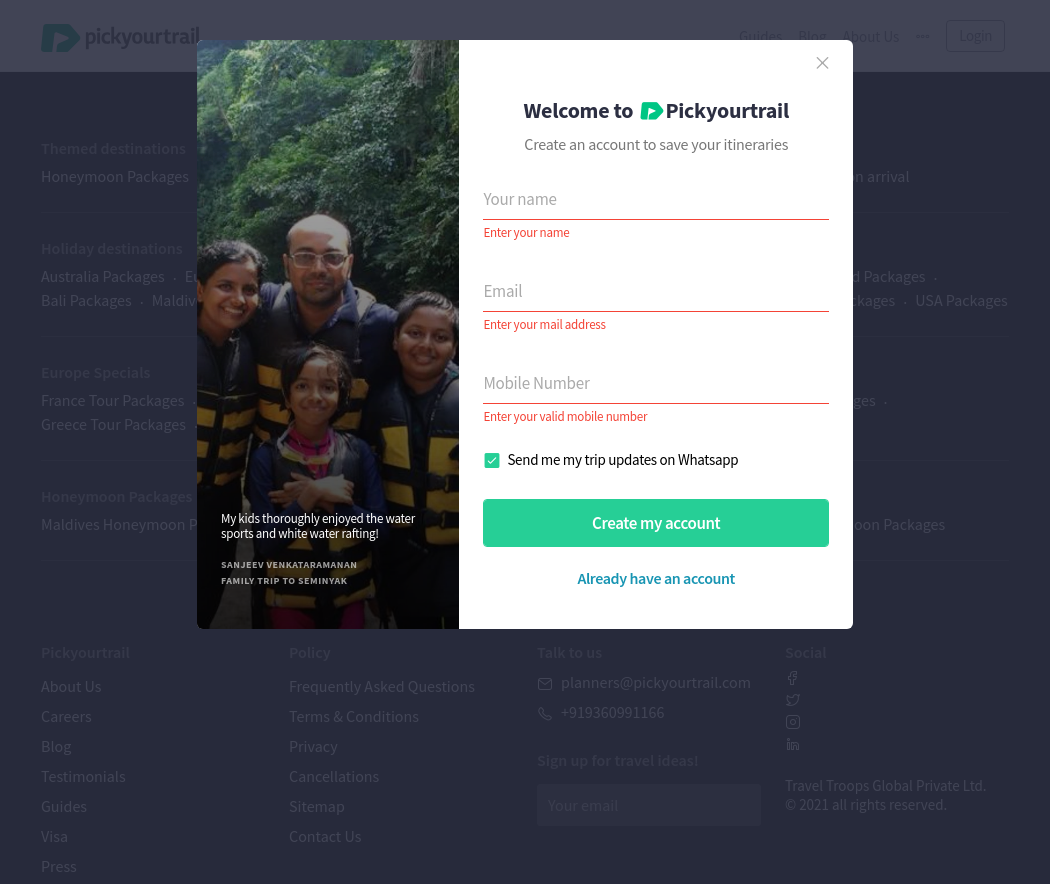 pickyourtrail
Guides Blog About Us ••• Login
Themed destinations
Honeymoon Packages
n arrival
Holiday destinations
Australia Packages ·
d Packages ·
Bali Packages · Maldiv
ckages · USA Packages
Europe Specials
France Tour Packages ·
ges ·
Greece Tour Packages ·
Honeymoon Packages
Maldives Honeymoon P
oon Packages
My kids thoroughly enjoyed the water
sports and white water rafting!
SANJEEV VENKATARAMANAN
FAMILY TRIP TO SEMINYAK
Welcome to Pickyourtrail
Create an account to save your itineraries
Your name
Enter your name
Email
Enter your mail address
Mobile Number
Enter your valid mobile number
Send me my trip updates on Whatsapp
Create my account
Already have an account
Pickyourtrail
About Us
Careers
Blog
Testimonials
Guides
Visa
Press
Policy
Frequently Asked Questions
Terms & Conditions
Privacy
Cancellations
Sitemap
Contact Us
Talk to us
planners@pickyourtrail.com
+919360991166
Sign up for travel ideas!
Your email
Social
Travel Troops Global Private Ltd.
© 2021 all rights reserved.